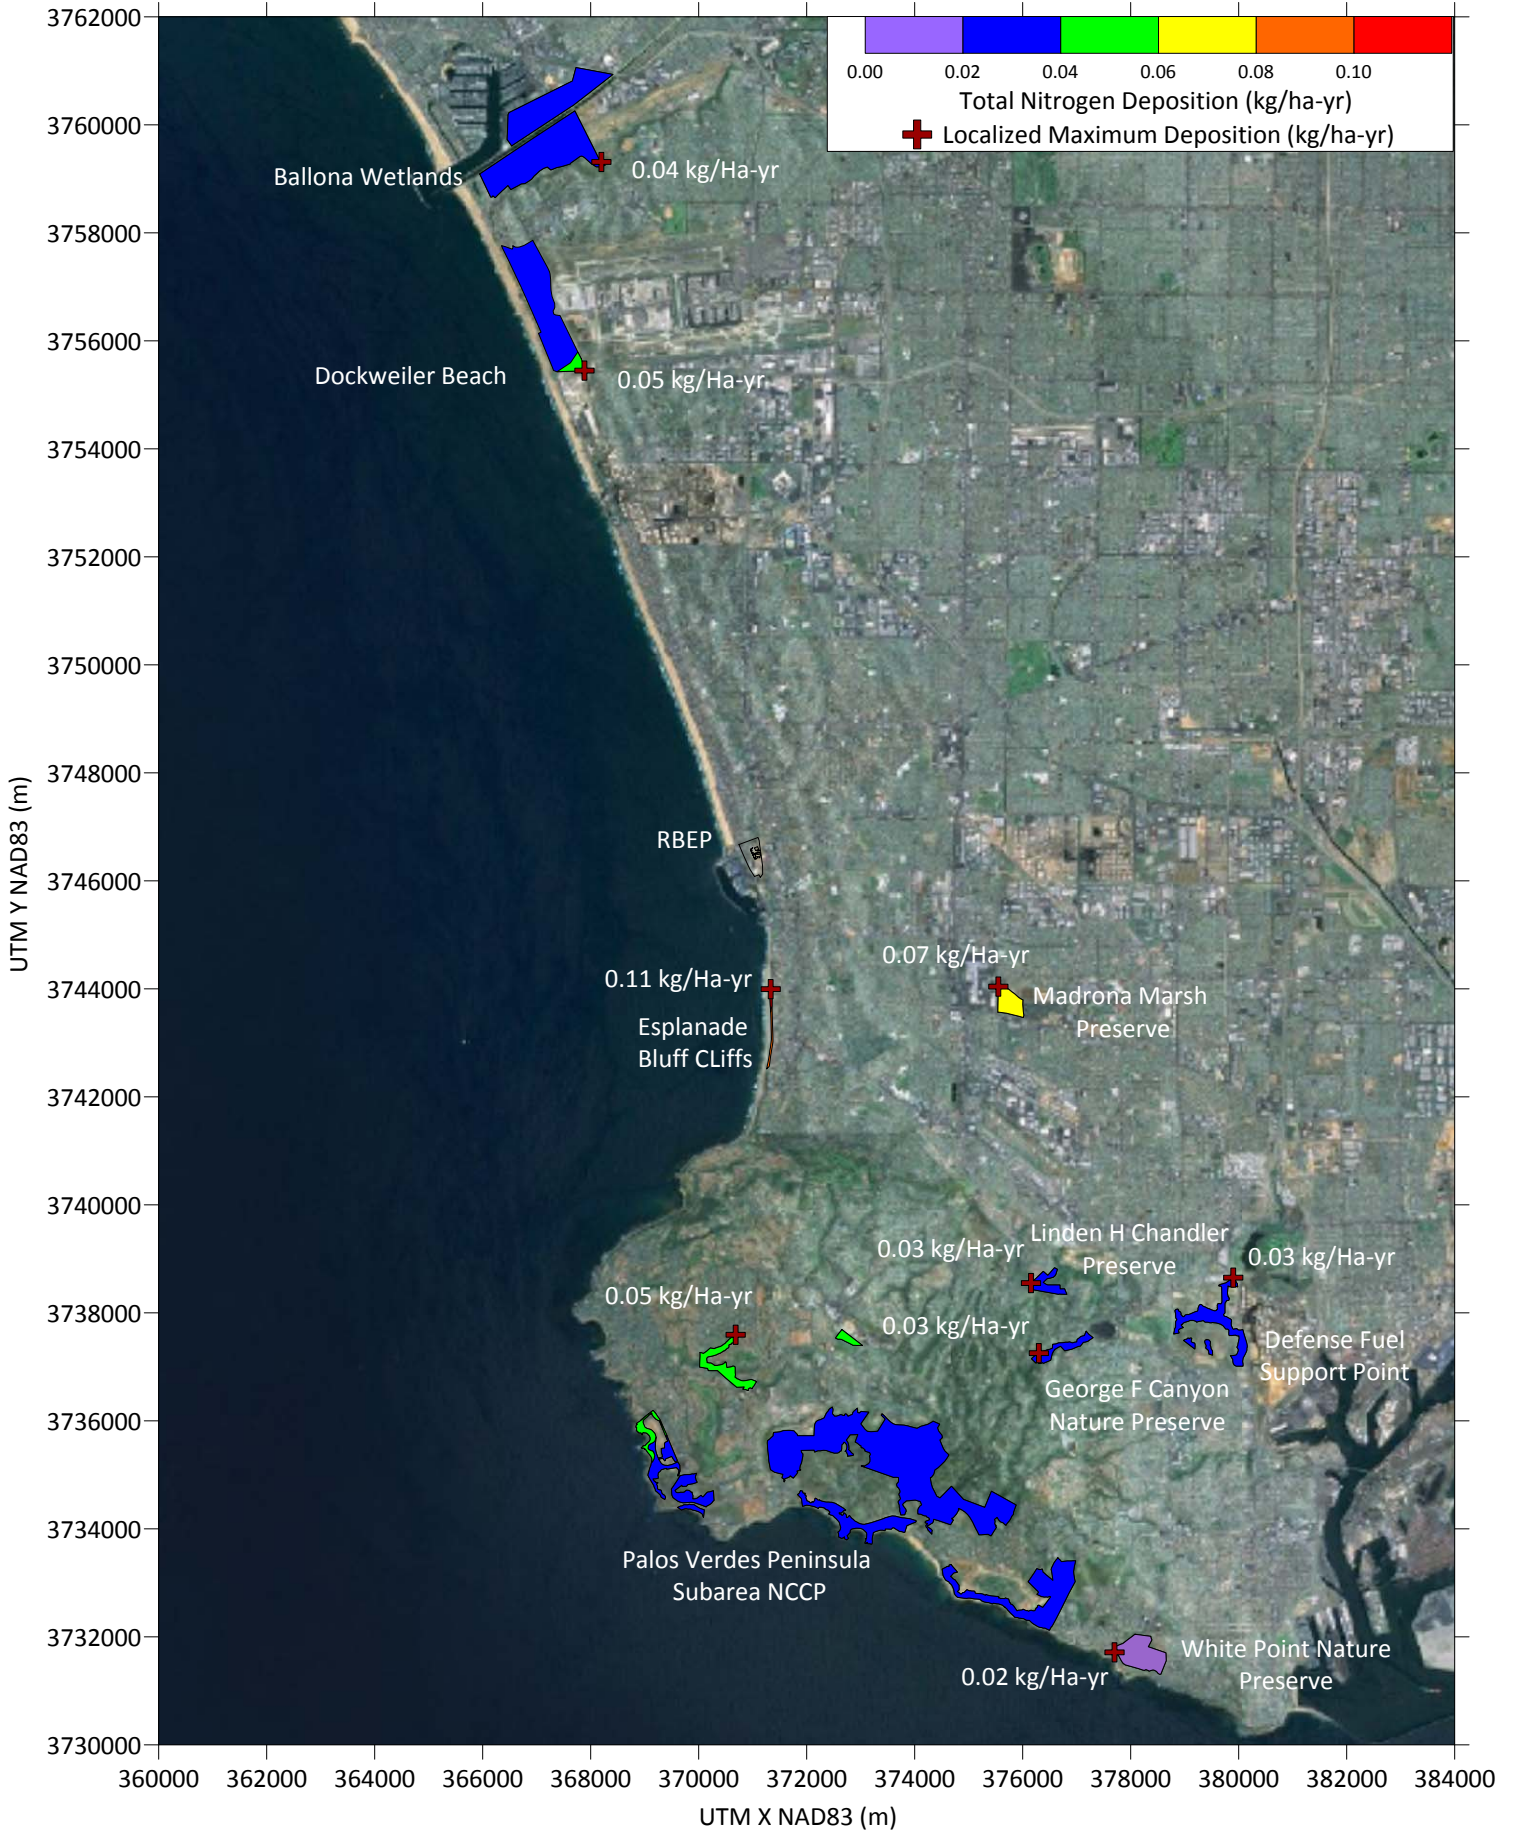 3762000
0.00 0.02 0.04 0.06 0.08 0.10
Total Nitrogen Deposition (kg/ha-yr)
Localized Maximum Deposition (kg/ha-yr)
3760000
Ballona Wetlands
0.04 kg/Ha-yr
3758000
3756000
Dockweiler Beach
0.05 kg/Ha-yr
3754000
3752000
3750000
3748000
UTM Y NAD83 (m)
RBEP
3746000
0.07 kg/Ha-yr
0.11 kg/Ha-yr
3744000
Madrona Marsh
Preserve
Esplanade
Bluff CLiffs
3742000
3740000
Linden H Chandler
Preserve
0.03 kg/Ha-yr
0.03 kg/Ha-yr
0.05 kg/Ha-yr
3738000
0.03 kg/Ha-yr
Defense Fuel
Support Point
George F Canyon
Nature Preserve
3736000
3734000
Palos Verdes Peninsula
Subarea NCCP
3732000
White Point Nature
Preserve
0.02 kg/Ha-yr
3730000
360000 362000 364000 366000 368000 370000 372000 374000 376000 378000 380000 382000 384000
UTM X NAD83 (m)